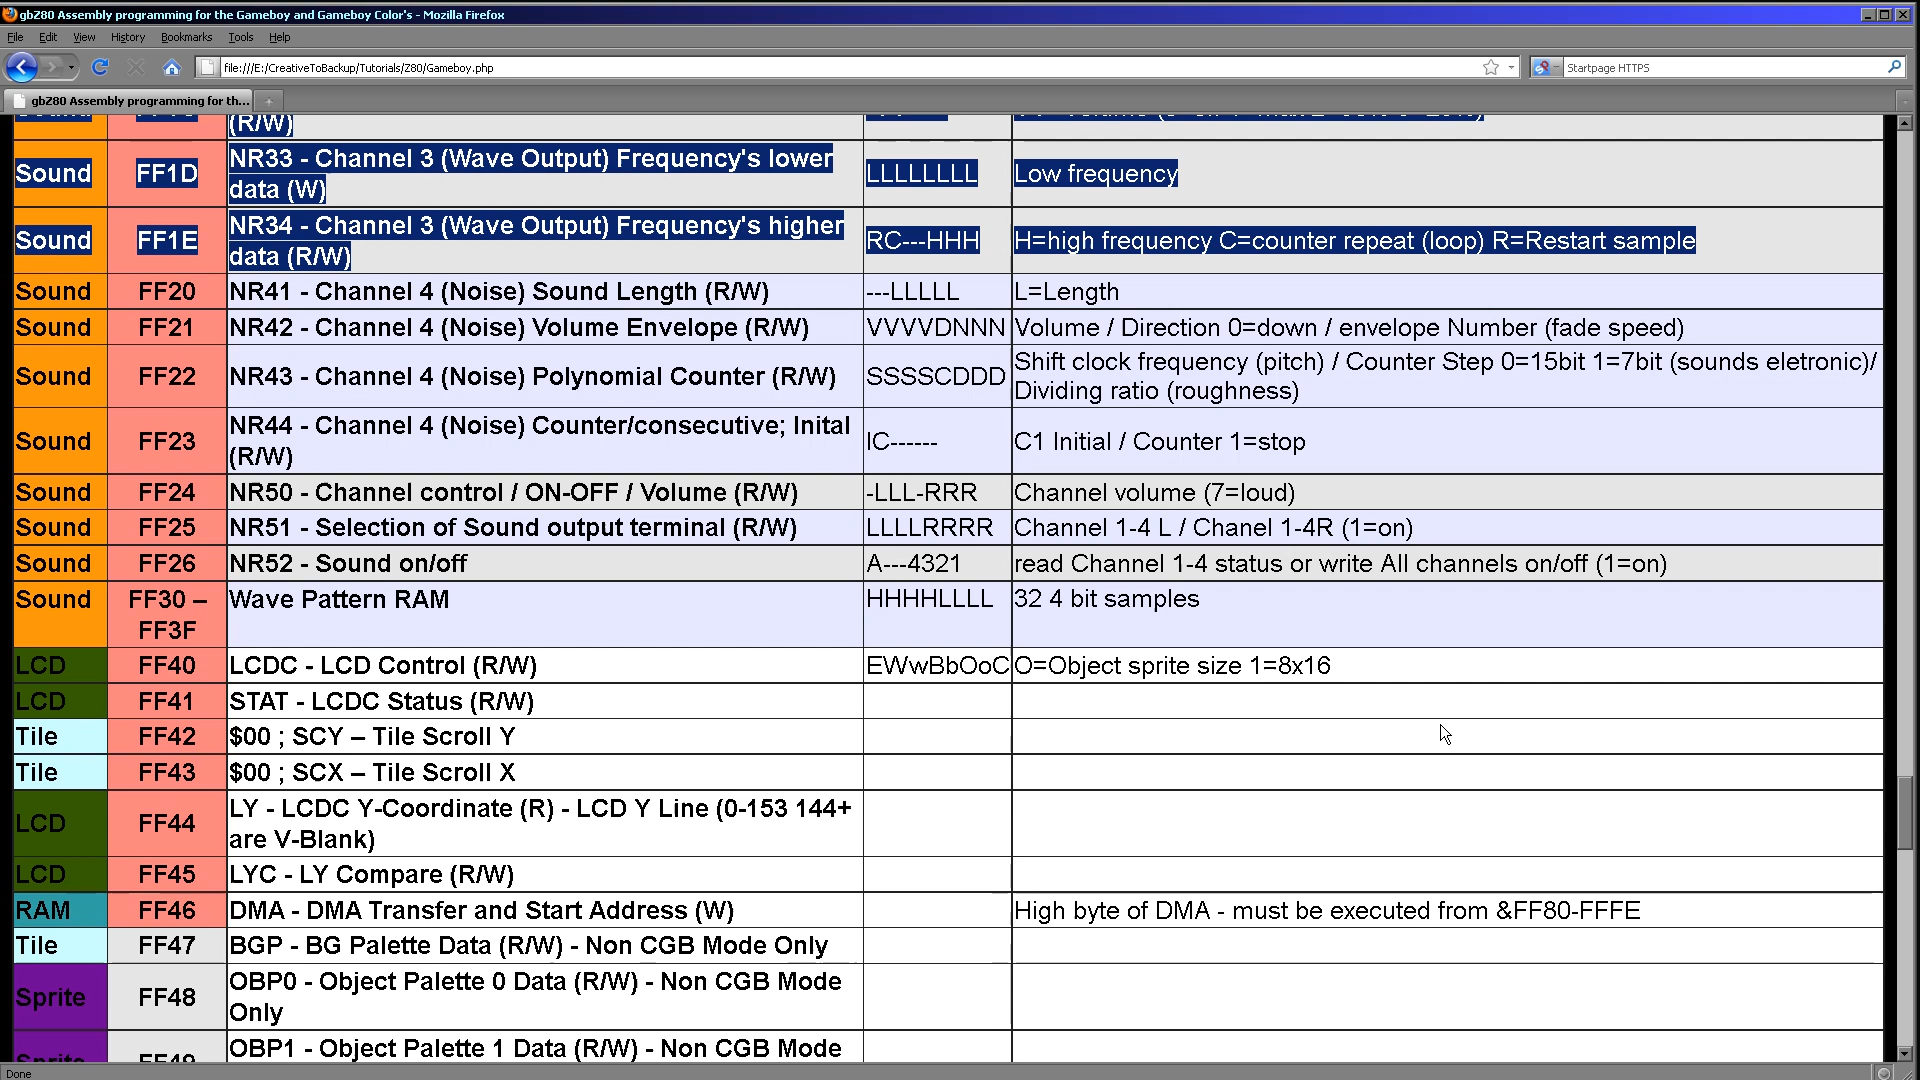 gbZ80 Assembly programming for the Gameboy and Gameboy Color's - Mozilla Firefox
File Edit View History Bookmarks Tools Help
file:///E:/CreativeToBackup/Tutorials/Z80/Gameboy.php
Startpage HTTPS
gbZ80 Assembly programming for th...
(R/W)
Sound FF1D NR33 - Channel 3 (Wave Output) Frequency's lower
data (W) LLLLLLLL Low frequency
Sound FF1E NR34 - Channel 3 (Wave Output) Frequency's higher
data (R/W) RC---HHH H=high frequency C=counter repeat (loop) R=Restart sample
Sound FF20 NR41 - Channel 4 (Noise) Sound Length (R/W) ---LLLLL L=Length
Sound FF21 NR42 - Channel 4 (Noise) Volume Envelope (R/W) VVVVDNNN Volume / Direction 0=down / envelope Number (fade speed)
Sound FF22 NR43 - Channel 4 (Noise) Polynomial Counter (R/W) SSSSCDDD Shift clock frequency (pitch) / Counter Step 0=15bit 1=7bit (sounds eletronic)/
Dividing ratio (roughness)
Sound FF23 NR44 - Channel 4 (Noise) Counter/consecutive; Inital
(R/W) IC------ C1 Initial / Counter 1=stop
Sound FF24 NR50 - Channel control / ON-OFF / Volume (R/W) -LLL-RRR Channel volume (7=loud)
Sound FF25 NR51 - Selection of Sound output terminal (R/W) LLLLRRRR Channel 1-4 L / Chanel 1-4R (1=on)
Sound FF26 NR52 - Sound on/off A---4321 read Channel 1-4 status or write All channels on/off (1=on)
Sound FF30 – Wave Pattern RAM HHHHLLLL 32 4 bit samples
FF3F
LCD FF40 LCDC - LCD Control (R/W) EWwBbOoC O=Object sprite size 1=8x16
LCD FF41 STAT - LCDC Status (R/W)
Tile FF42 $00 ; SCY – Tile Scroll Y
Tile FF43 $00 ; SCX – Tile Scroll X
LCD FF44 LY - LCDC Y-Coordinate (R) - LCD Y Line (0-153 144+
are V-Blank)
LCD FF45 LYC - LY Compare (R/W)
RAM FF46 DMA - DMA Transfer and Start Address (W) High byte of DMA - must be executed from &FF80-FFFE
Tile FF47 BGP - BG Palette Data (R/W) - Non CGB Mode Only
Sprite FF48 OBP0 - Object Palette 0 Data (R/W) - Non CGB Mode
Only
Sprite FF49 OBP1 - Object Palette 1 Data (R/W) - Non CGB Mode
Done